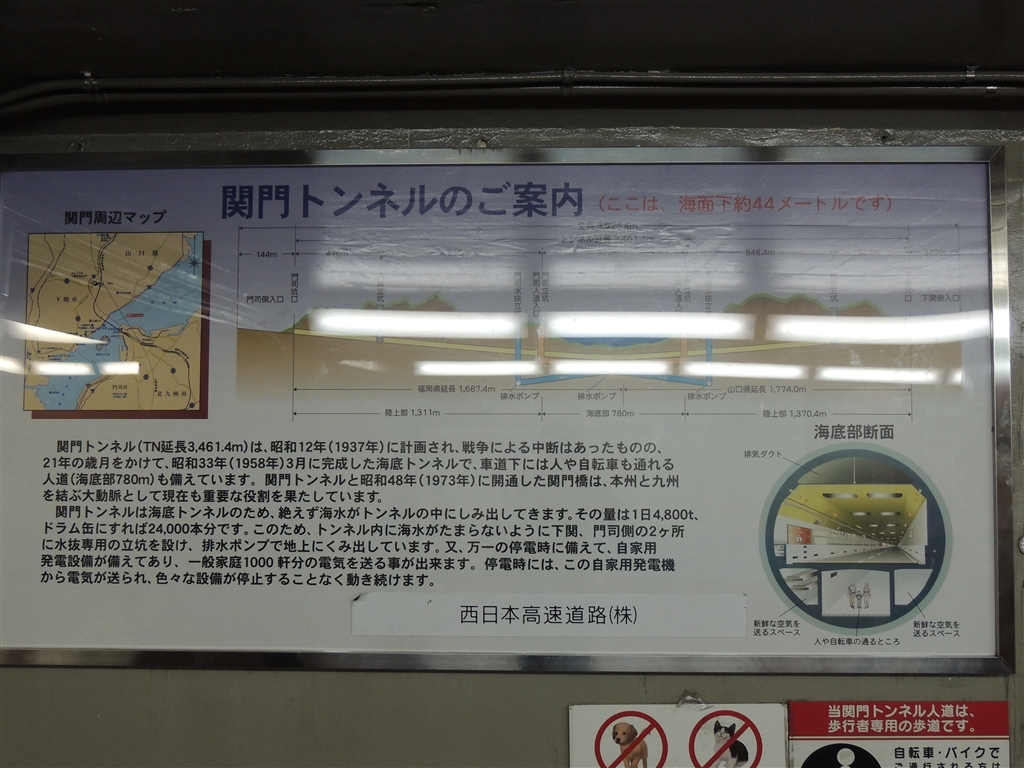 関門トンネルのご案内
(ここは、海面下約44メートルです)
関門周辺マップ
山口県
下関市
門司区
北九州市
144m
846.4m
門司側入口
門司坑口
下関側入口
福岡県延長 1,687.4m
山口県延長 1,774.0m
排水ポンプ
排水ポンプ
排水ポンプ
陸上部 1,311m
海底部 780m
陸上部 1,370.4m
関門トンネル(TN延長3,461.4m)は、昭和12年(1937年)に計画され、戦争による中断はあったものの、
21年の歳月をかけて、昭和33年(1958年)3月に完成した海底トンネルで、車道下には人や自転車も通れる
人道(海底部780m)も備えています。関門トンネルと昭和48年(1973年)に開通した関門橋は、本州と九州
を結ぶ大動脈として現在も重要な役割を果たしています。
関門トンネルは海底トンネルのため、絶えず海水がトンネルの中にしみ出してきます。その量は1日4,800t、
ドラム缶にすれば24,000本分です。このため、トンネル内に海水がたまらないように下関、門司側の2ヶ所
に水抜専用の立坑を設け、排水ポンプで地上にくみ出しています。又、万一の停電時に備えて、自家用
発電設備が備えてあり、一般家庭1000軒分の電気を送る事が出来ます。停電時には、この自家用発電機
から電気が送られ、色々な設備が停止することなく動き続けます。
西日本高速道路(株)
海底部断面
排気ダクト
新鮮な空気を
送るスペース
人や自転車の通るところ
新鮮な空気を
送るスペース
当関門トンネル人道は、
歩行者専用の歩道です。
自転車・バイクで
ご通行される方は